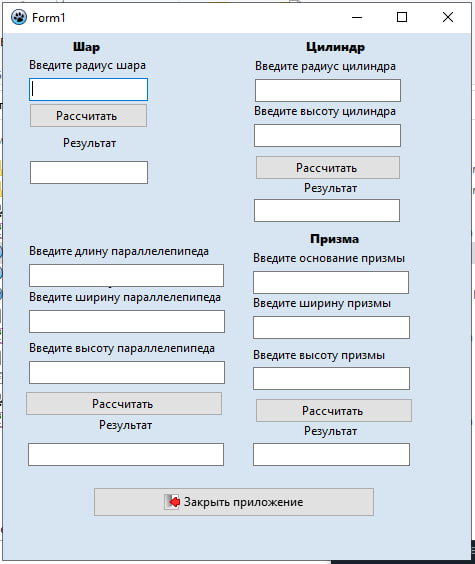 Form1
Шар
Введите радиус шара
Рассчитать
Результат
Цилиндр
Введите радиус цилиндра
Введите высоту цилиндра
Рассчитать
Результат
Введите длину параллелепипеда
Введите ширину параллелепипеда
Введите высоту параллелепипеда
Рассчитать
Результат
Призма
Введите основание призмы
Введите ширину призмы
Введите высоту призмы
Рассчитать
Результат
Закрыть приложение